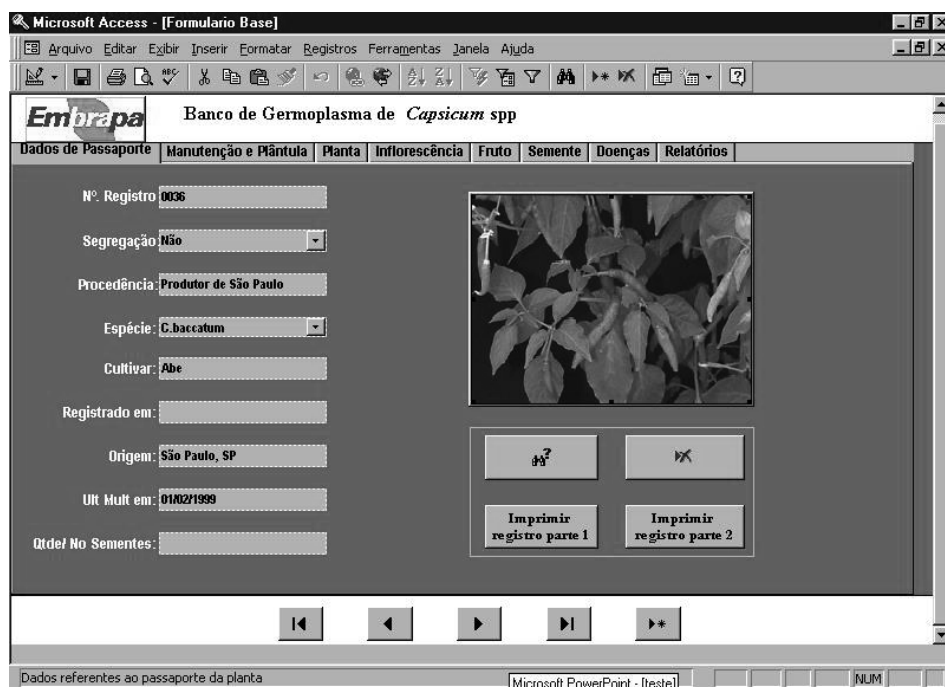 Microsoft Access - [Formulario Base]
Arquivo Editar Exibir Inserir Formatar Registros Ferramentas Janela Ajuda
Embrapa
Banco de Germoplasma de Capsicum spp
Dados de Passaporte Manutenção e Plântula Planta Inflorescência Fruto Semente Doenças Relatórios
Nº. Registro 0036
Segregação: Não
Procedência: Produtor de São Paulo
Espécie: C.baccatum
Cultivar: Abe
Registrado em:
Origem: São Paulo, SP
Ult Mult em: 01/02/1999
Qtde/ No Sementes:
Imprimir
registro parte 1
Imprimir
registro parte 2
Dados referentes ao passaporte da planta
Microsoft PowerPoint - [teste]
NUM